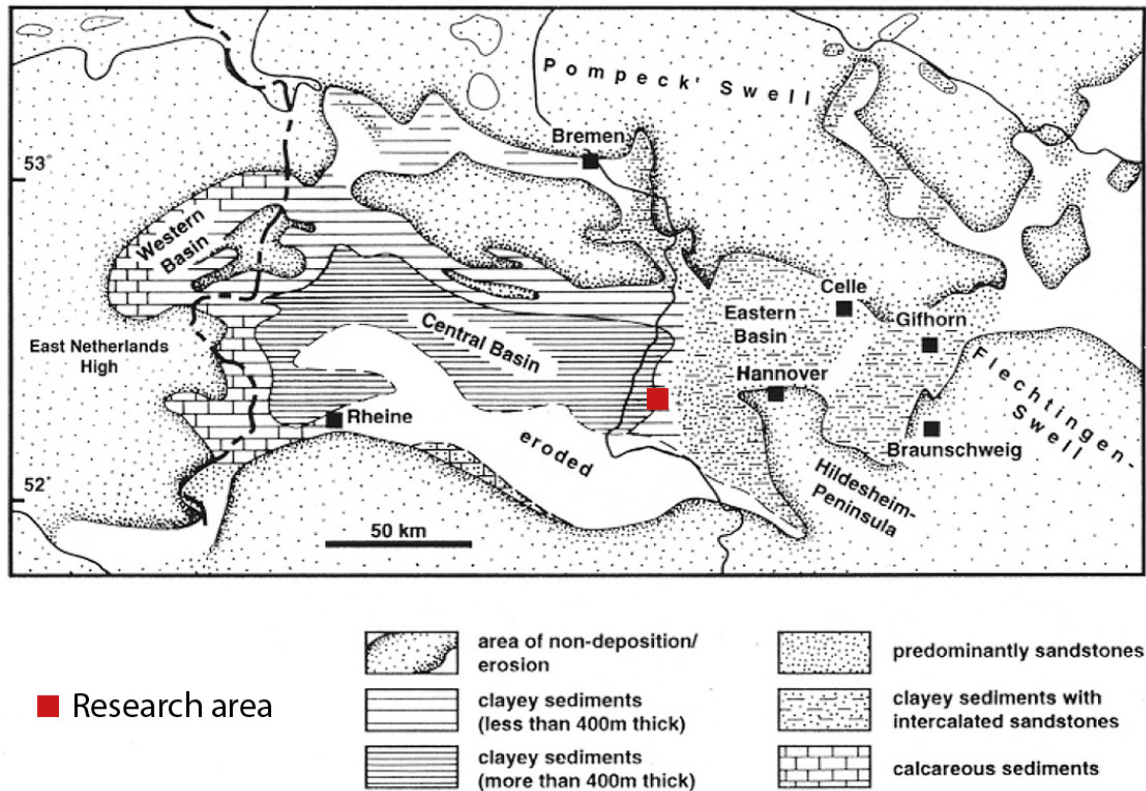 Pompeck' Swell
Bremen
53°
Western
Basin
Celle
Eastern
Basin
Gifhorn
Central Basin
East Netherlands
High
Hannover
Flechtingen-
Swell
Rheine
eroded
Braunschweig
Hildesheim-
Peninsula
52°
50 km
area of non-deposition/
erosion
predominantly sandstones
Research area
clayey sediments
(less than 400m thick)
clayey sediments with
intercalated sandstones
clayey sediments
(more than 400m thick)
calcareous sediments